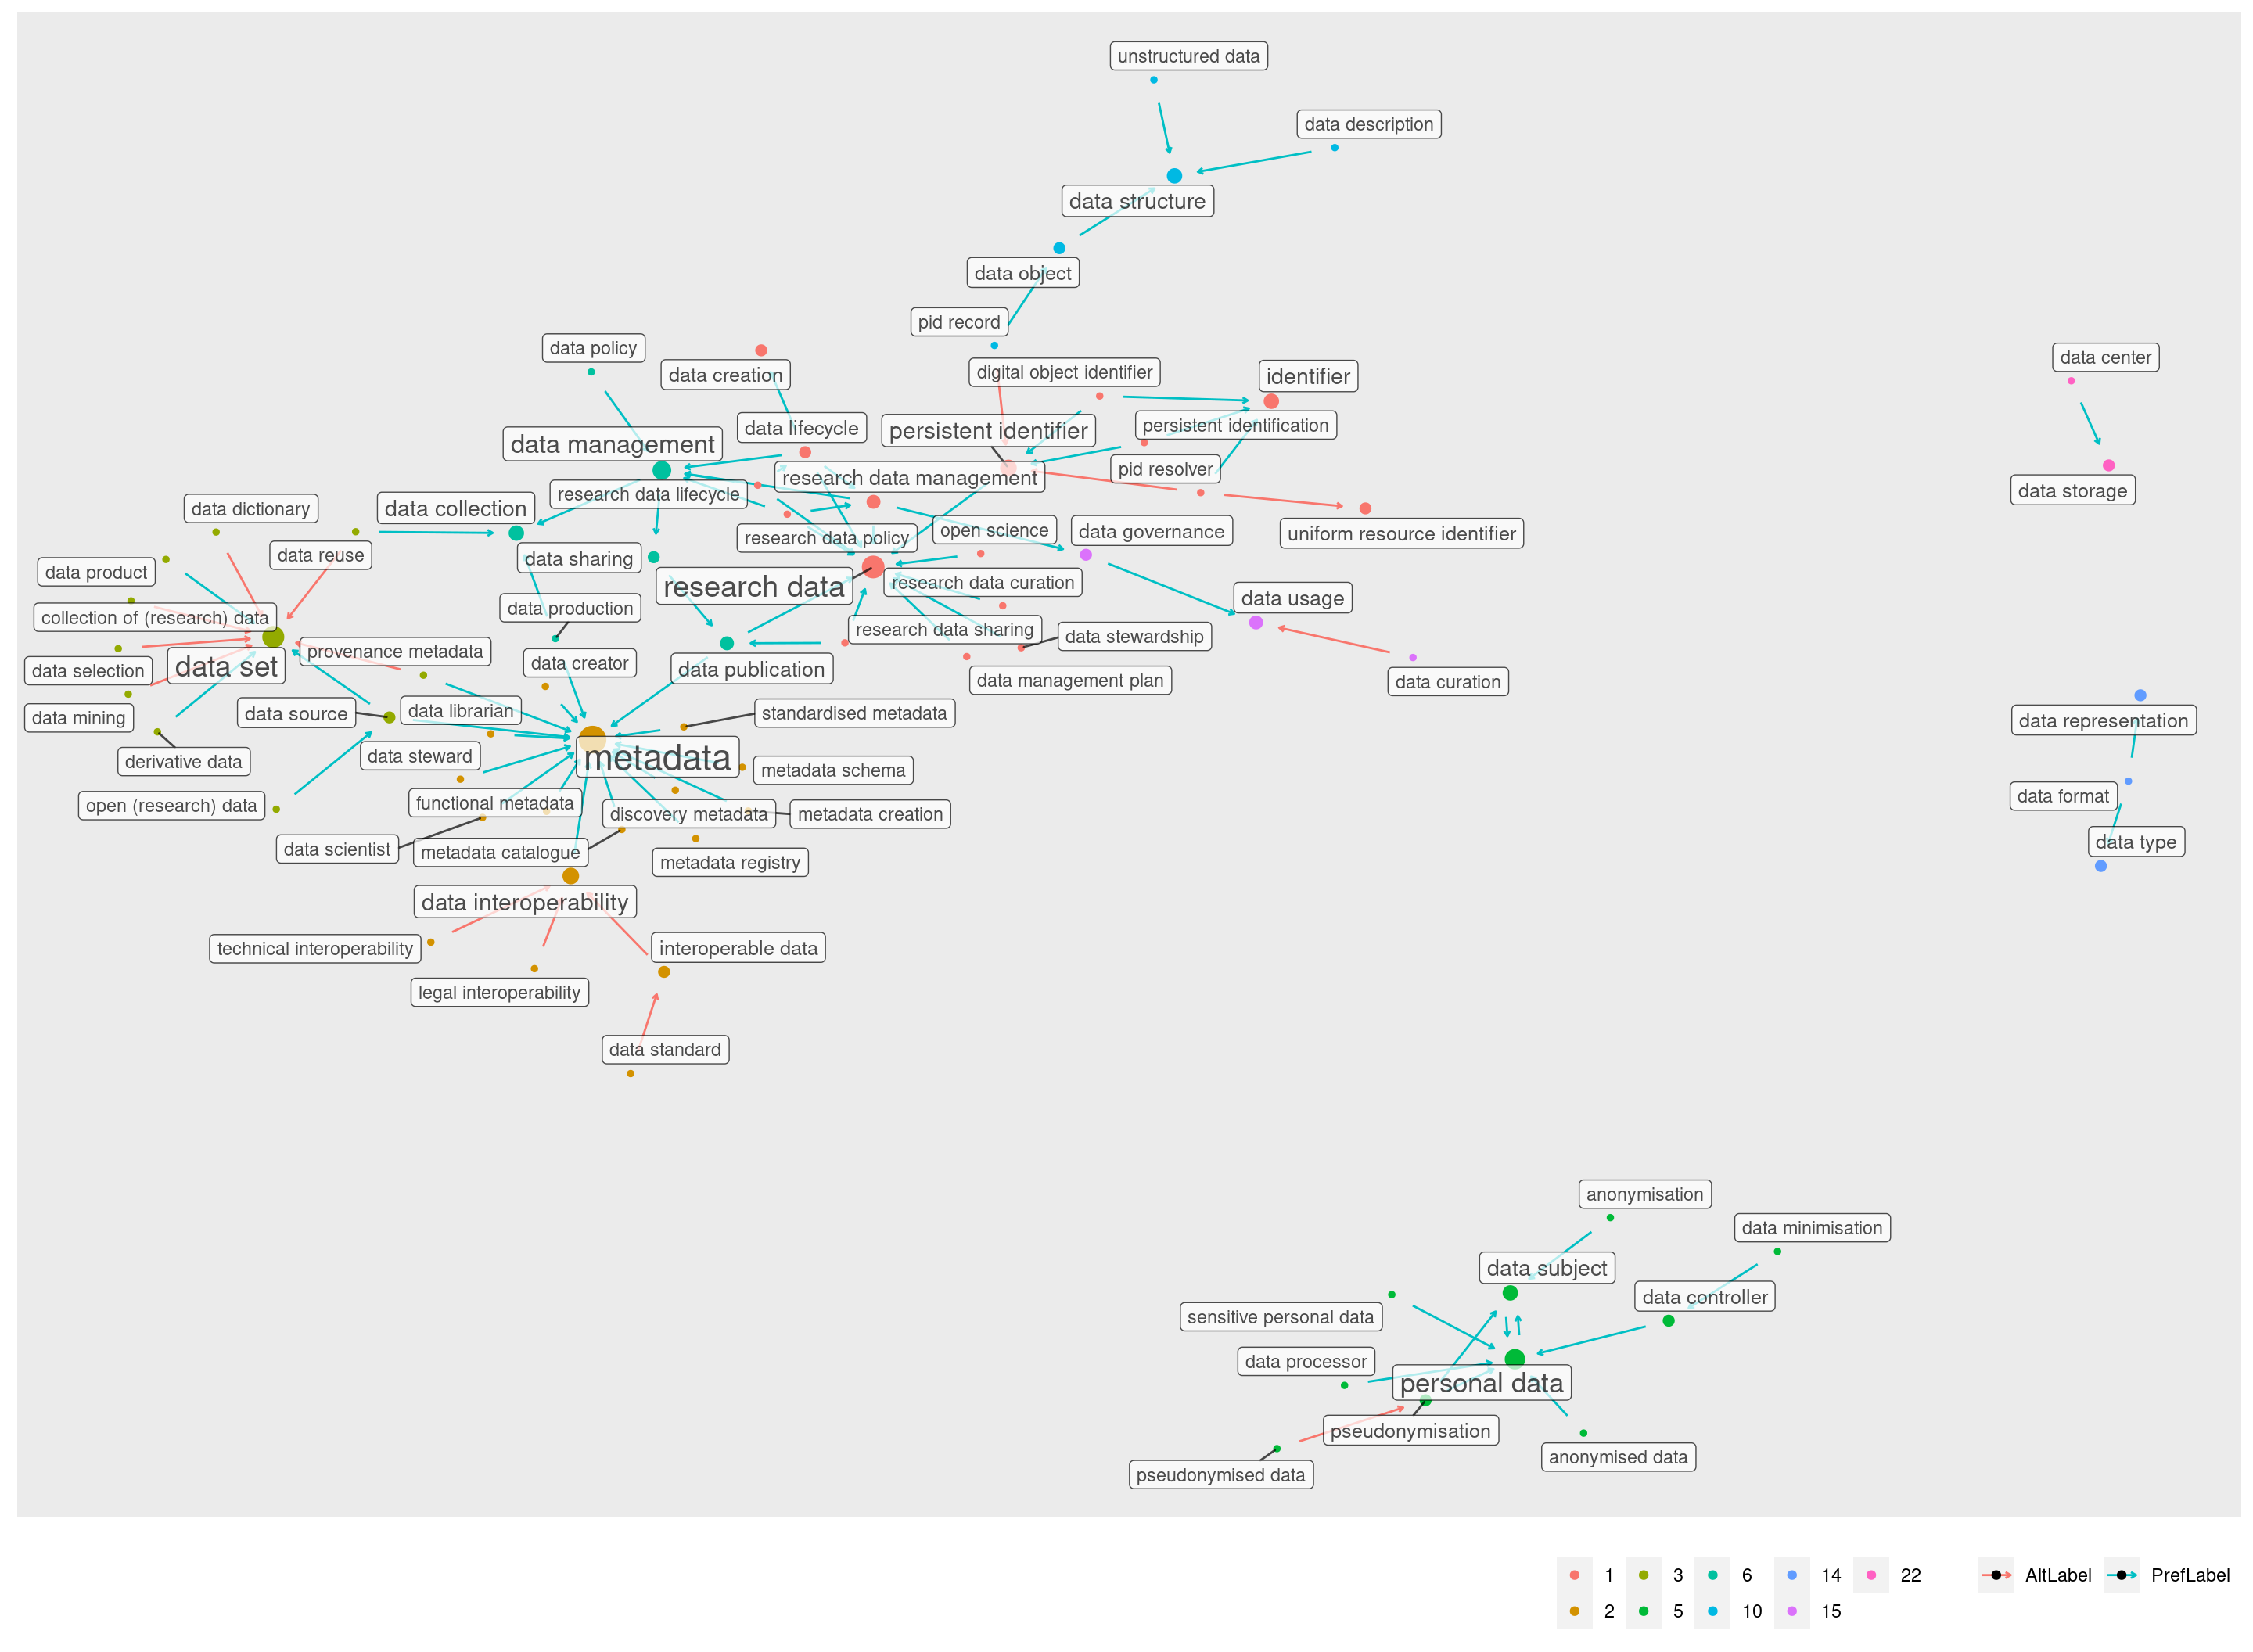 unstructured data
data description
data structure
data object
pid record
data policy
data creation
digital object identifier
identifier
data center
data management
data lifecycle
persistent identifier
persistent identification
research data lifecycle
research data management
pid resolver
data storage
data dictionary
data collection
data reuse
data sharing
research data policy
open science
data governance
uniform resource identifier
data product
research data
research data curation
data usage
collection of (research) data
data production
research data sharing
data stewardship
data selection
data set
provenance metadata
data creator
data publication
data management plan
data curation
data mining
data source
data librarian
standardised metadata
data representation
derivative data
data steward
metadata
metadata schema
open (research) data
functional metadata
discovery metadata
metadata creation
data format
data scientist
metadata catalogue
metadata registry
data type
data interoperability
technical interoperability
interoperable data
legal interoperability
data standard
anonymisation
data minimisation
data subject
data controller
sensitive personal data
data processor
personal data
pseudonymisation
anonymised data
pseudonymised data
1 3 6 14 22 AltLabel PrefLabel
2 5 10 15